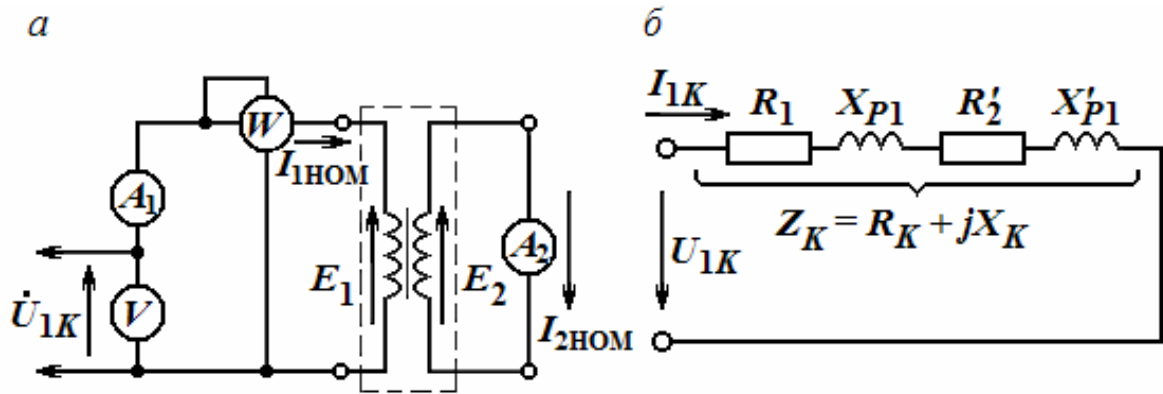 а
б
W
I1НОМ
A1
V
U̇1K
E1
E2
A2
I2НОМ
I1K
R1
XP1
R′2
X′P1
ZK = RK + jXK
U1K